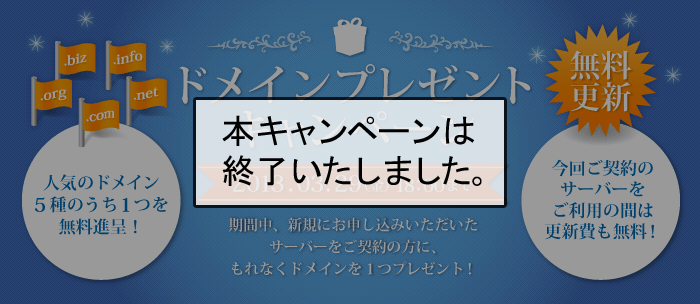 .biz
.info
.org
.net
.com
ドメインプレゼント
無料
更新
本キャンペーンは
終了いたしました。
人気のドメイン
5種のうち1つを
無料進呈！
今回ご契約の
サーバーを
ご利用の間は
更新費も無料！
期間中、新規にお申し込みいただいた
サーバーをご契約の方に、
もれなくドメインを1つプレゼント！